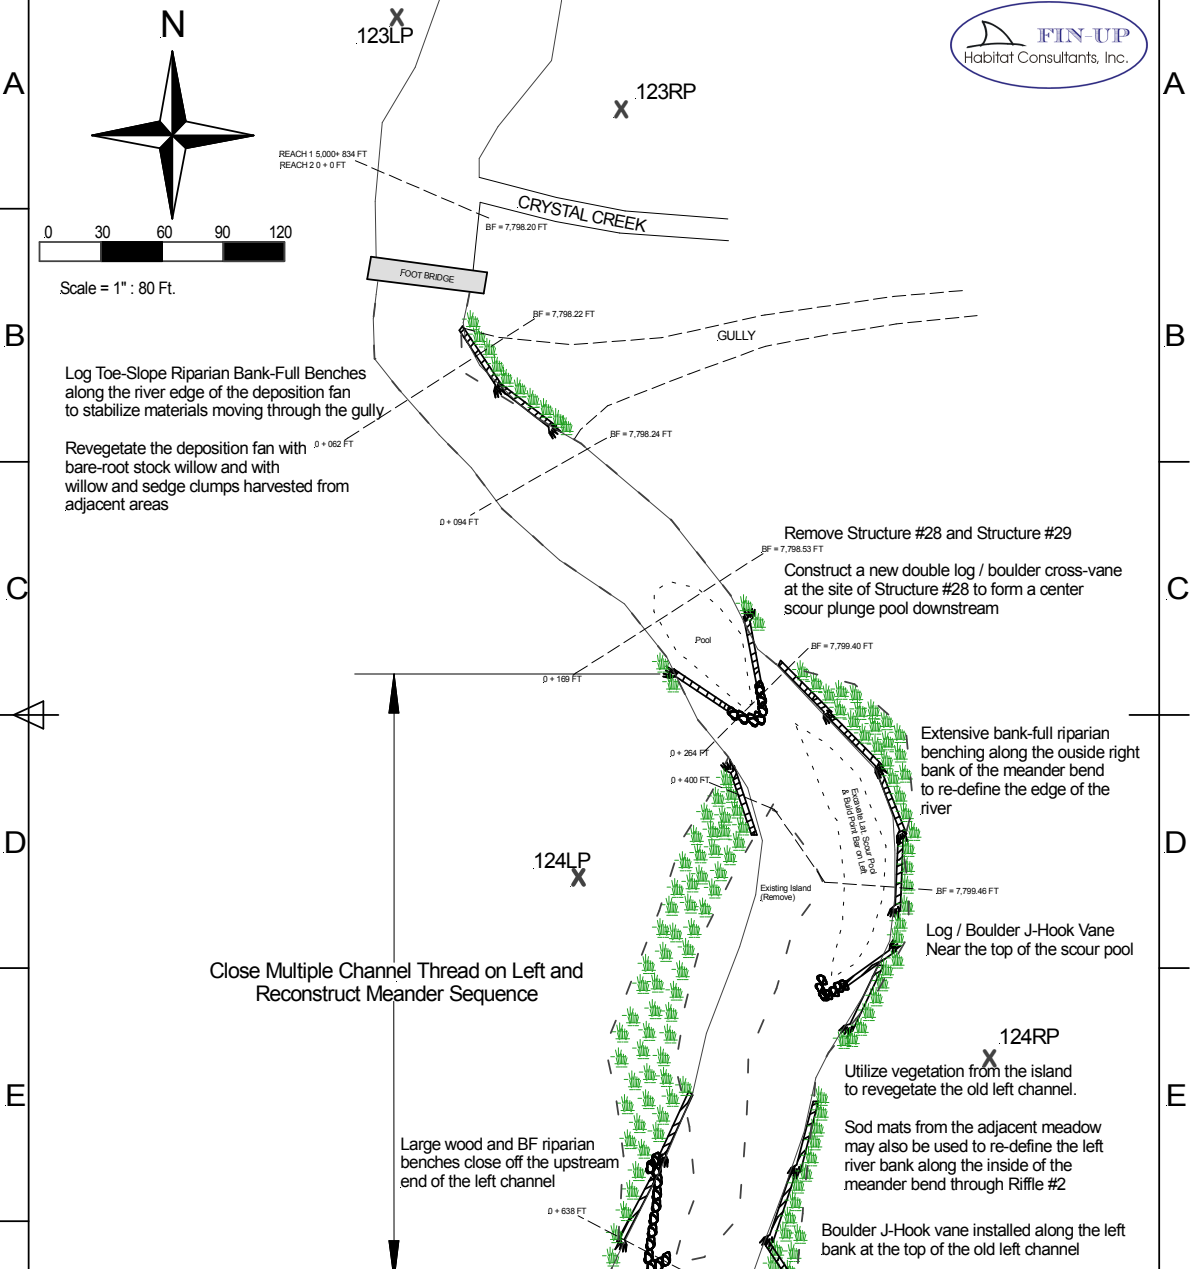 N
123LP
FIN-UP
Habitat Consultants, Inc.
A
A
123RP
REACH 1 5,000+ 834 FT
REACH 2 0 + 0 FT
CRYSTAL CREEK
BF = 7,798.20 FT
0 30 60 90 120
Scale = 1" : 80 Ft.
FOOT BRIDGE
BF = 7,798.22 FT
B
B
GULLY
Log Toe-Slope Riparian Bank-Full Benches
along the river edge of the deposition fan
to stabilize materials moving through the gully
0 + 062 FT
BF = 7,798.24 FT
Revegetate the deposition fan with
bare-root stock willow and with
willow and sedge clumps harvested from
adjacent areas
0 + 094 FT
Remove Structure #28 and Structure #29
BF = 7,798.53 FT
Construct a new double log / boulder cross-vane
at the site of Structure #28 to form a center
scour plunge pool downstream
C
C
Pool
BF = 7,799.40 FT
0 + 169 FT
Extensive bank-full riparian
benching along the ouside right
bank of the meander bend
to re-define the edge of the
river
0 + 264 FT
0 + 400 FT
Excavate Lat. Scour Pool
& Build Point Bar on Left
D
D
124LP
Existing Island
(Remove)
BF = 7,799.46 FT
Log / Boulder J-Hook Vane
Near the top of the scour pool
Close Multiple Channel Thread on Left and
Reconstruct Meander Sequence
124RP
Utilize vegetation from the island
to revegetate the old left channel.
E
E
Sod mats from the adjacent meadow
may also be used to re-define the left
river bank along the inside of the
meander bend through Riffle #2
Large wood and BF riparian
benches close off the upstream
end of the left channel
0 + 638 FT
Boulder J-Hook vane installed along the left
bank at the top of the old left channel